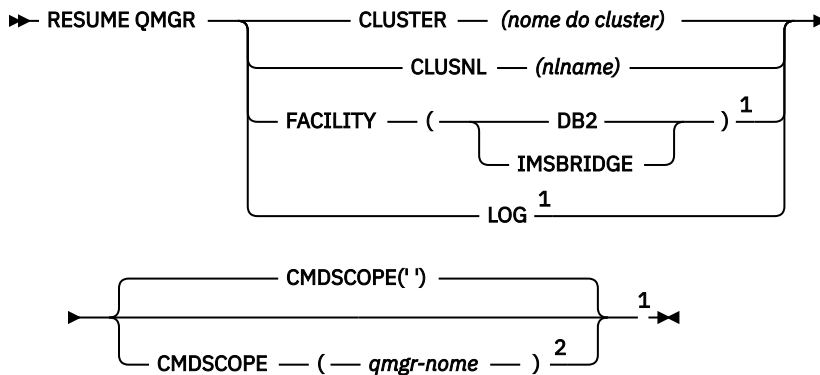 RESUME QMGR CLUSTER (nome do cluster)
CLUSNL (nlname)
FACILITY ( DB2 ) 1
IMSBRIDGE
LOG 1
CMDSCOPE(' ')
1
CMDSCOPE ( qmgr-nome ) 2